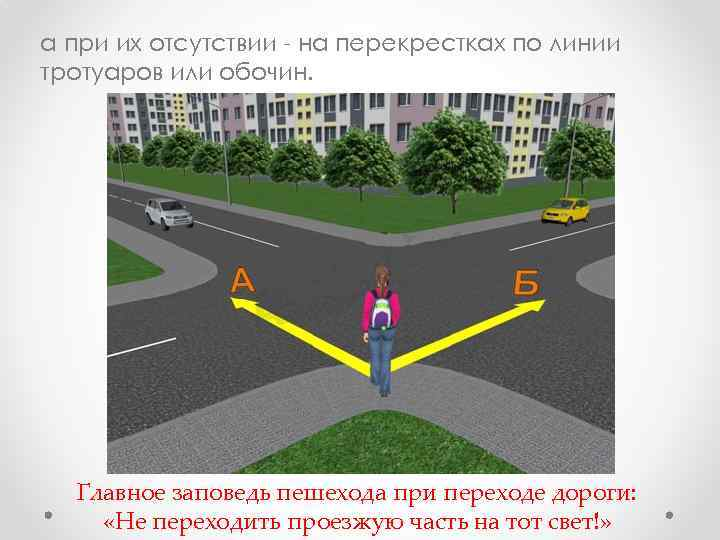 а при их отсутствии - на перекрестках по линии
тротуаров или обочин.
А
Б
Главное заповедь пешехода при переходе дороги:
«Не переходить проезжую часть на тот свет!»